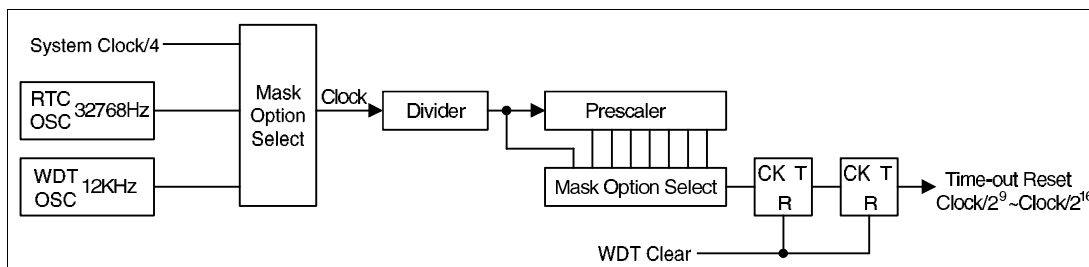 System Clock/4
RTC OSC 32768Hz
WDT OSC 12KHz
Mask Option Select
Clock
Divider
Prescaler
Mask Option Select
CK T
R
CK T
R
Time-out Reset
Clock/2⁹~Clock/2¹⁶
WDT Clear